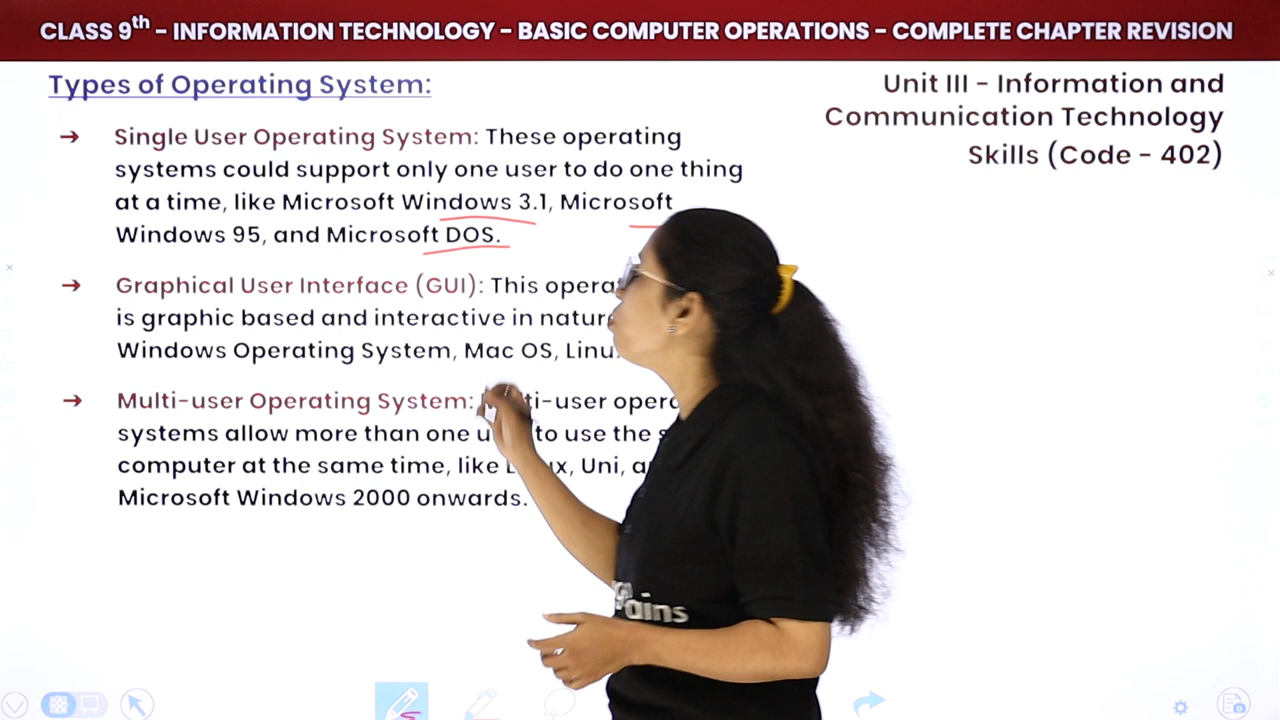 CLASS 9th - INFORMATION TECHNOLOGY - BASIC COMPUTER OPERATIONS - COMPLETE CHAPTER REVISION
Types of Operating System:
→ Single User Operating System: These operating
systems could support only one user to do one thing
at a time, like Microsoft Windows 3.1, Microsoft
Windows 95, and Microsoft DOS.
→ Graphical User Interface (GUI): This
is graphic based and interactive in
Windows Operating System, Mac OS,
→ Multi-user Operating System:
systems allow more than one to use the
computer at the same time, like Uni,
Microsoft Windows 2000 onwards.
Unit III - Information and
Communication Technology
Skills (Code - 402)